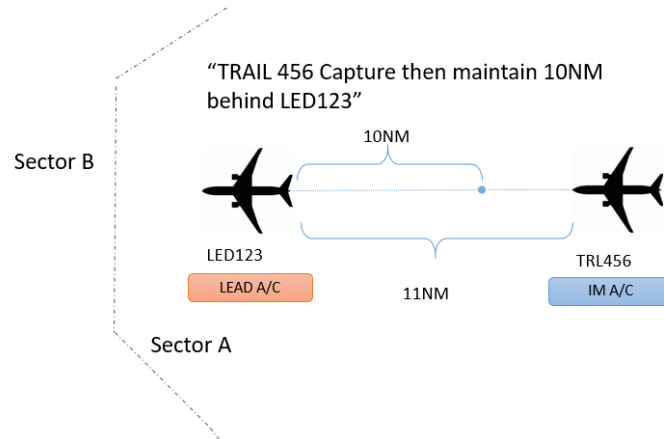 “TRAIL 456 Capture then maintain 10NM
behind LED123”
10NM
Sector B
LED123
TRL456
LEAD A/C
11NM
IM A/C
Sector A